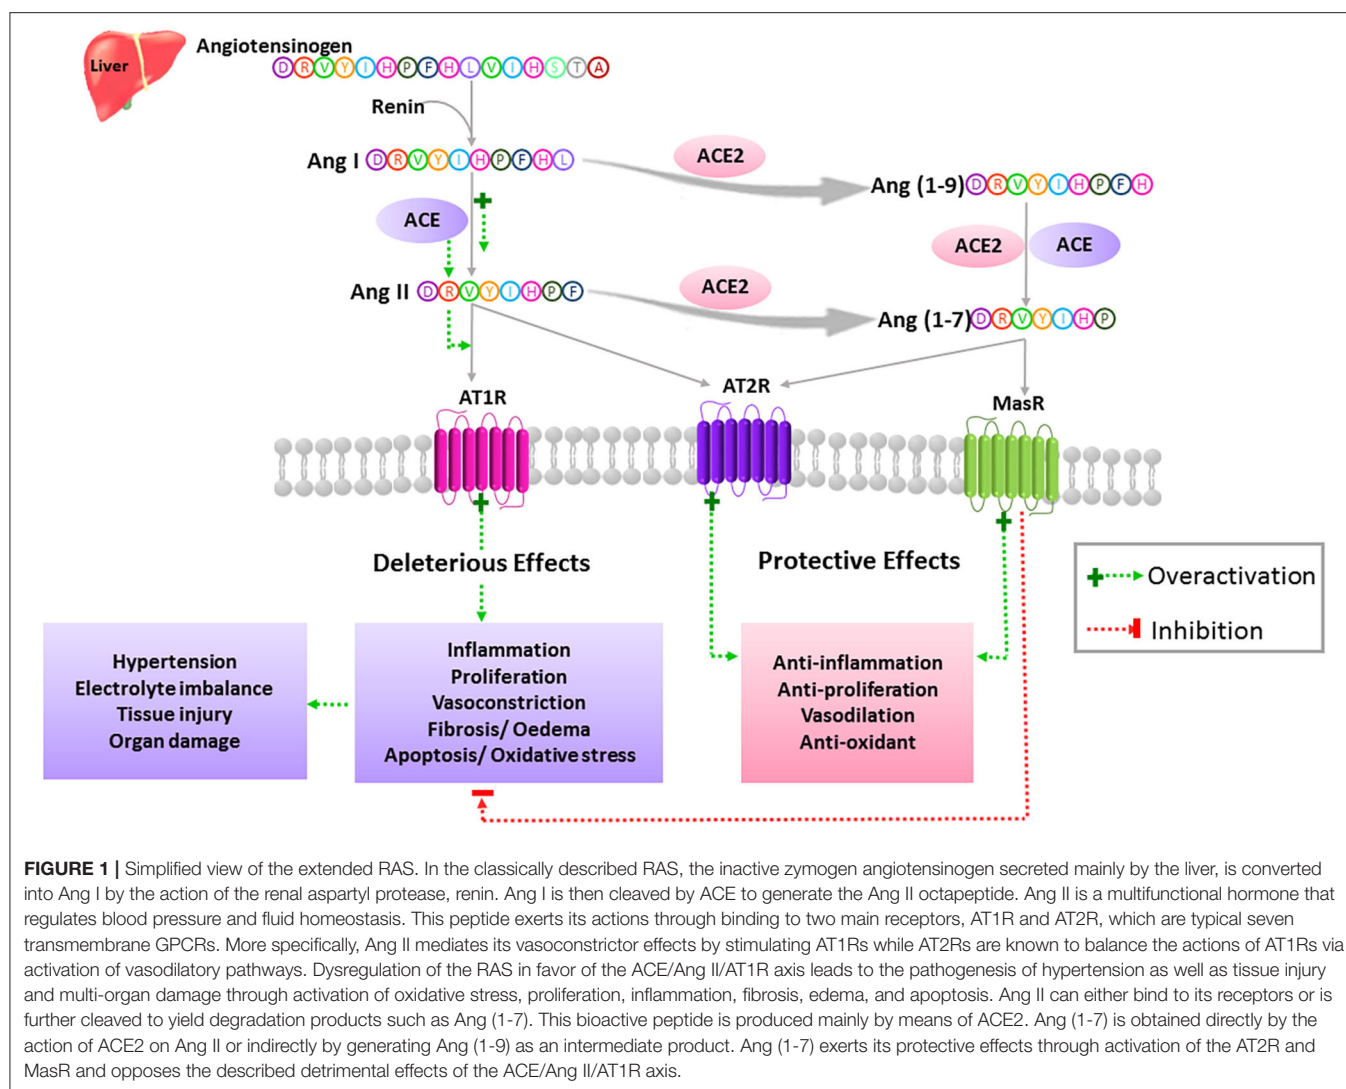 Liver
Angiotensinogen
D R V Y I H P F H L V I H S T A
Renin
Ang I D R V Y I H P F H L
ACE2
Ang (1-9) D R V Y I H P F H
ACE
ACE2
ACE
Ang II D R V Y I H P F
ACE2
Ang (1-7) D R V Y I H P
AT1R
AT2R
MasR
Deleterious Effects
Protective Effects
Overactivation
Inhibition
Hypertension
Electrolyte imbalance
Tissue injury
Organ damage
Inflammation
Proliferation
Vasoconstriction
Fibrosis/ Oedema
Apoptosis/ Oxidative stress
Anti-inflammation
Anti-proliferation
Vasodilation
Anti-oxidant
FIGURE 1 | Simplified view of the extended RAS. In the classically described RAS, the inactive zymogen angiotensinogen secreted mainly by the liver, is converted
into Ang I by the action of the renal aspartyl protease, renin. Ang I is then cleaved by ACE to generate the Ang II octapeptide. Ang II is a multifunctional hormone that
regulates blood pressure and fluid homeostasis. This peptide exerts its actions through binding to two main receptors, AT1R and AT2R, which are typical seven
transmembrane GPCRs. More specifically, Ang II mediates its vasoconstrictor effects by stimulating AT1Rs while AT2Rs are known to balance the actions of AT1Rs via
activation of vasodilatory pathways. Dysregulation of the RAS in favor of the ACE/Ang II/AT1R axis leads to the pathogenesis of hypertension as well as tissue injury
and multi-organ damage through activation of oxidative stress, proliferation, inflammation, fibrosis, edema, and apoptosis. Ang II can either bind to its receptors or is
further cleaved to yield degradation products such as Ang (1-7). This bioactive peptide is produced mainly by means of ACE2. Ang (1-7) is obtained directly by the
action of ACE2 on Ang II or indirectly by generating Ang (1-9) as an intermediate product. Ang (1-7) exerts its protective effects through activation of the AT2R and
MasR and opposes the described detrimental effects of the ACE/Ang II/AT1R axis.